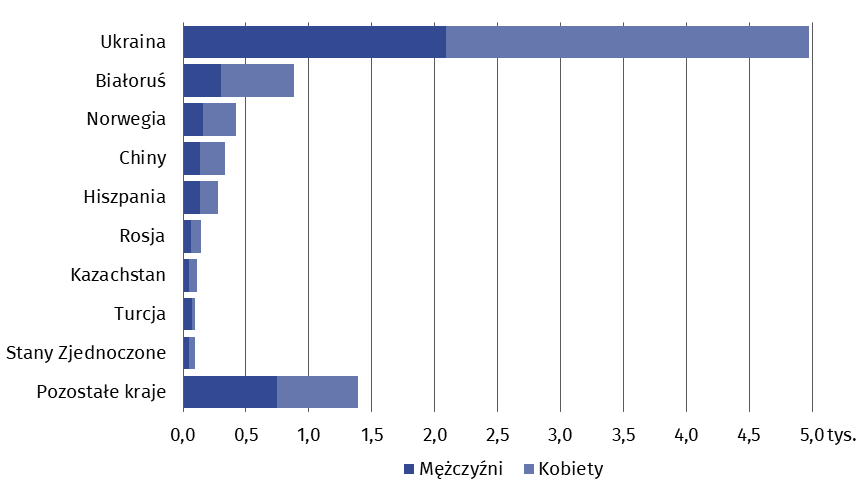 Ukraina
Białoruś
Norwegia
Chiny
Hiszpania
Rosja
Kazachstan
Turcja
Stany Zjednoczone
Pozostałe kraje
0,0 0,5 1,0 1,5 2,0 2,5 3,0 3,5 4,0 4,5 5,0 tys.
Mężczyźni Kobiety